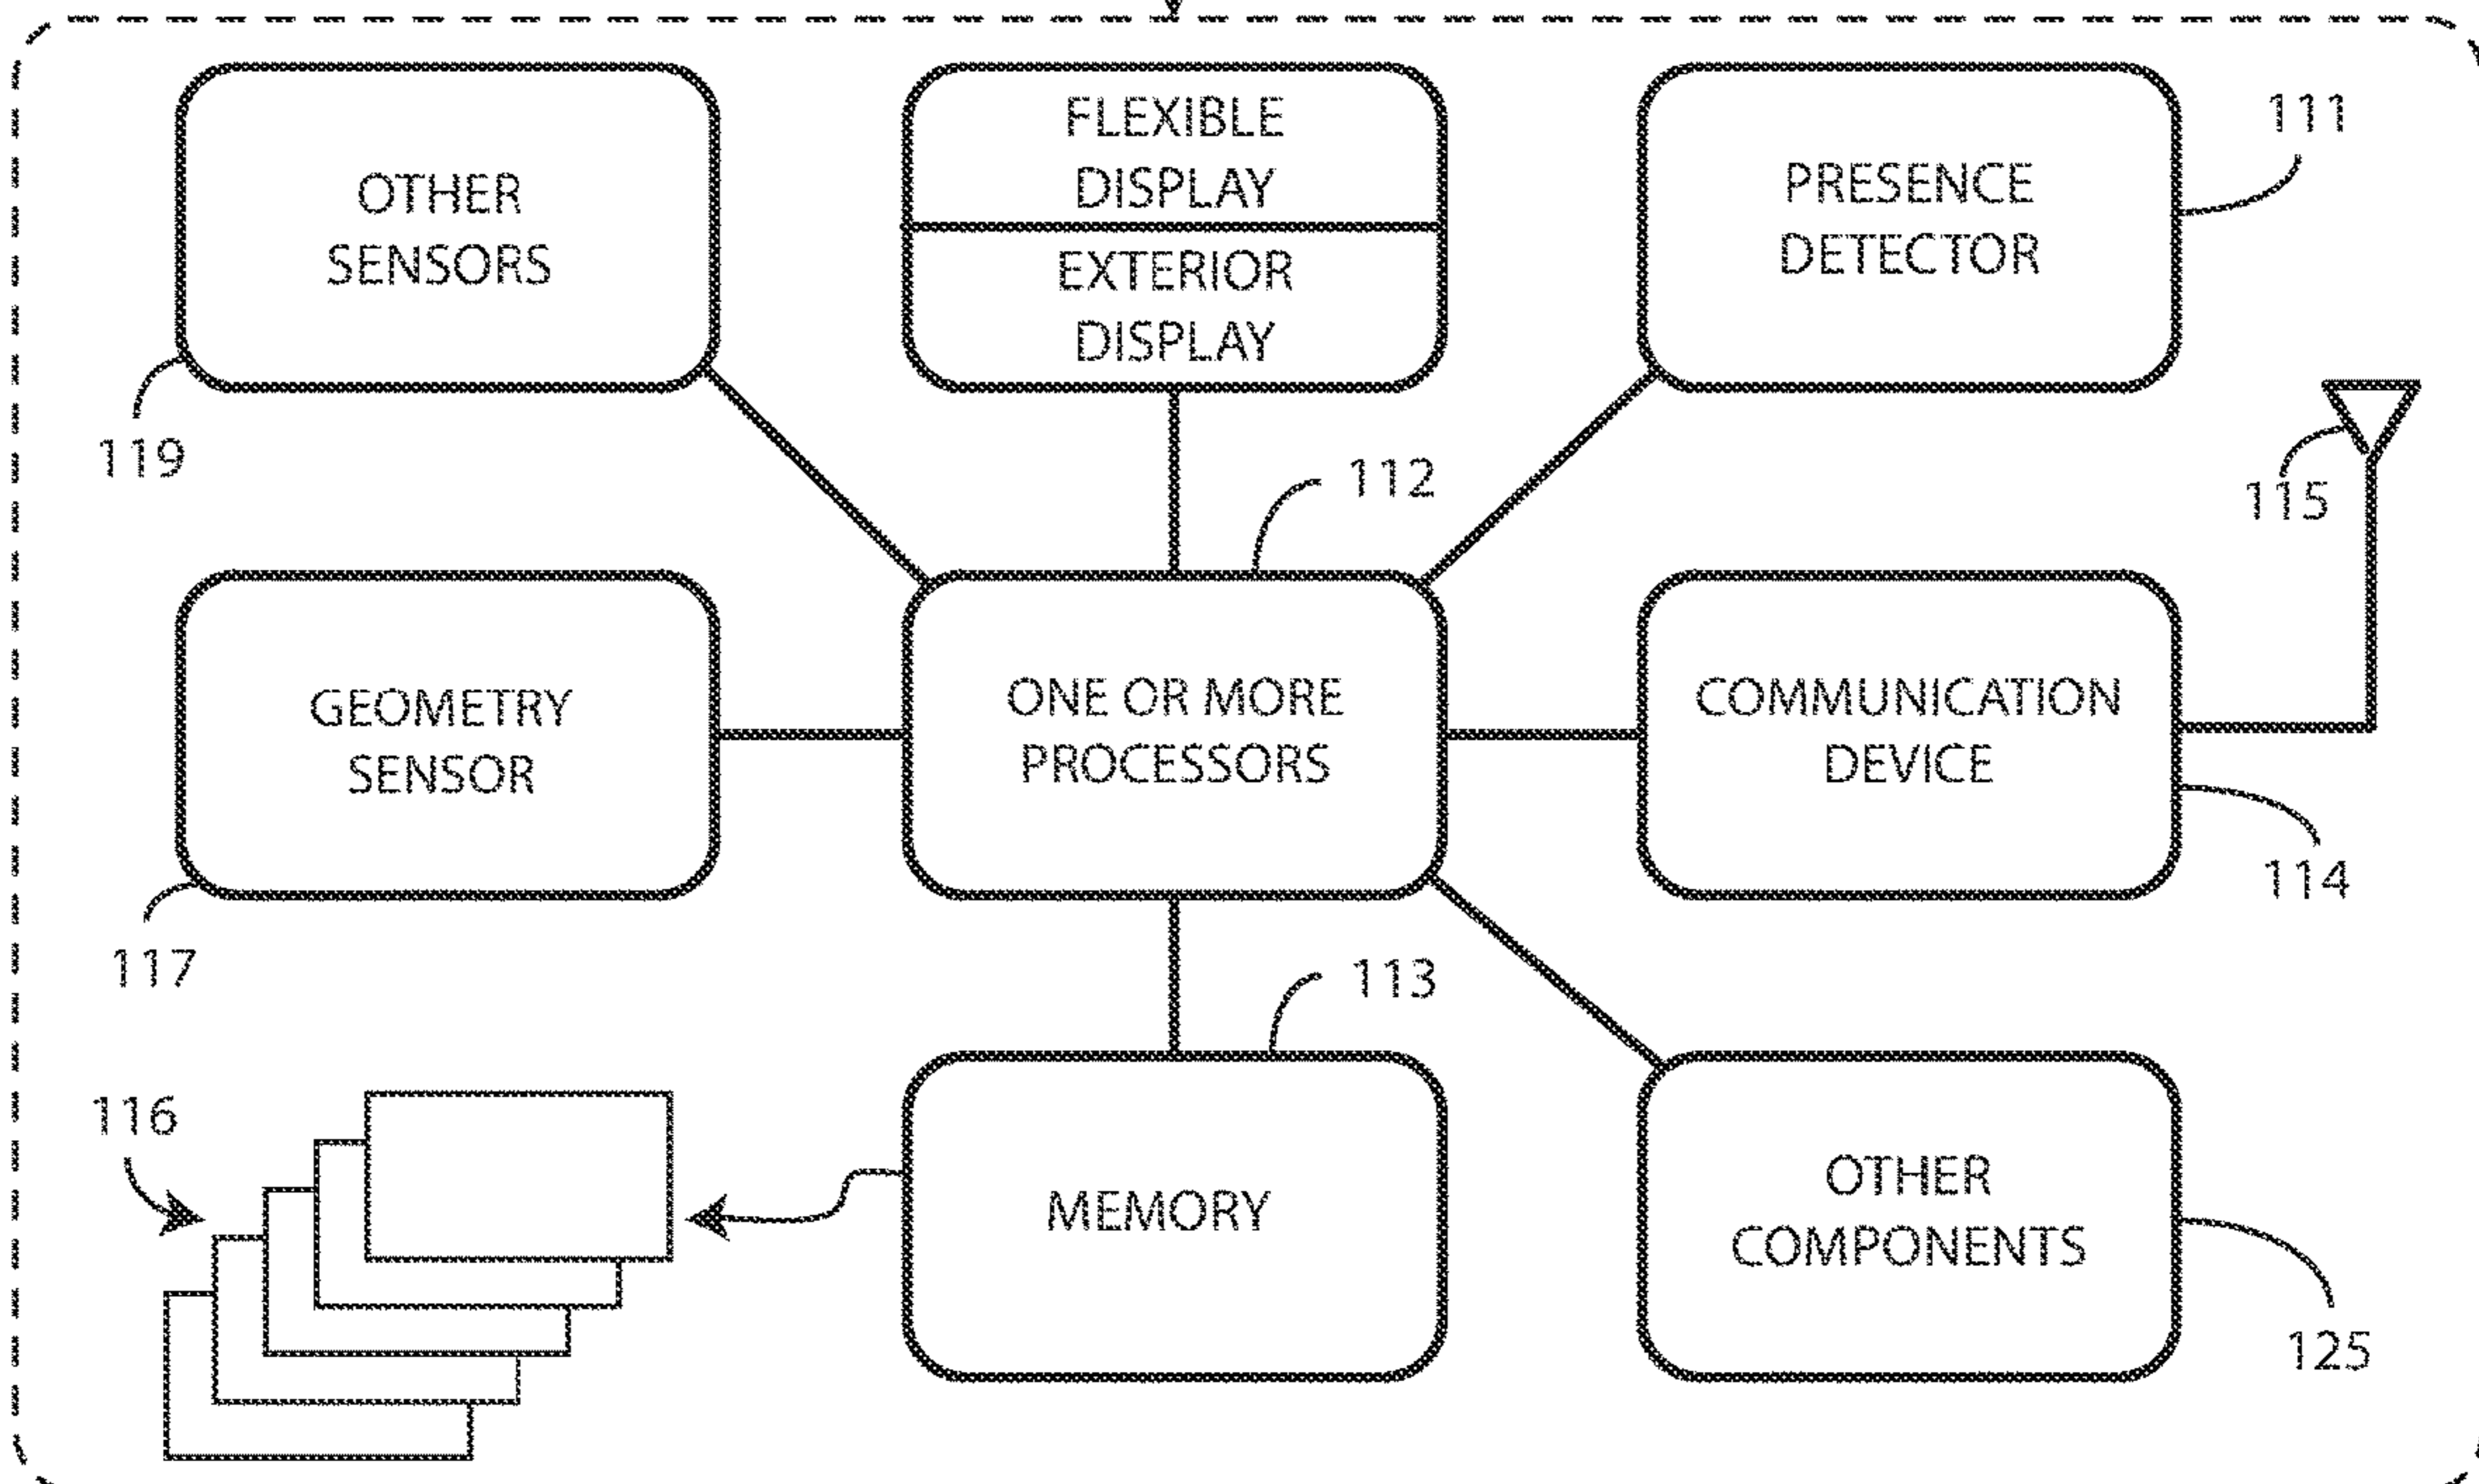 OTHER
SENSORS
119
FLEXIBLE
DISPLAY
EXTERIOR
DISPLAY
PRESENCE
DETECTOR
111
115
112
GEOMETRY
SENSOR
117
ONE OR MORE
PROCESSORS
COMMUNICATION
DEVICE
114
113
116
MEMORY
OTHER
COMPONENTS
125